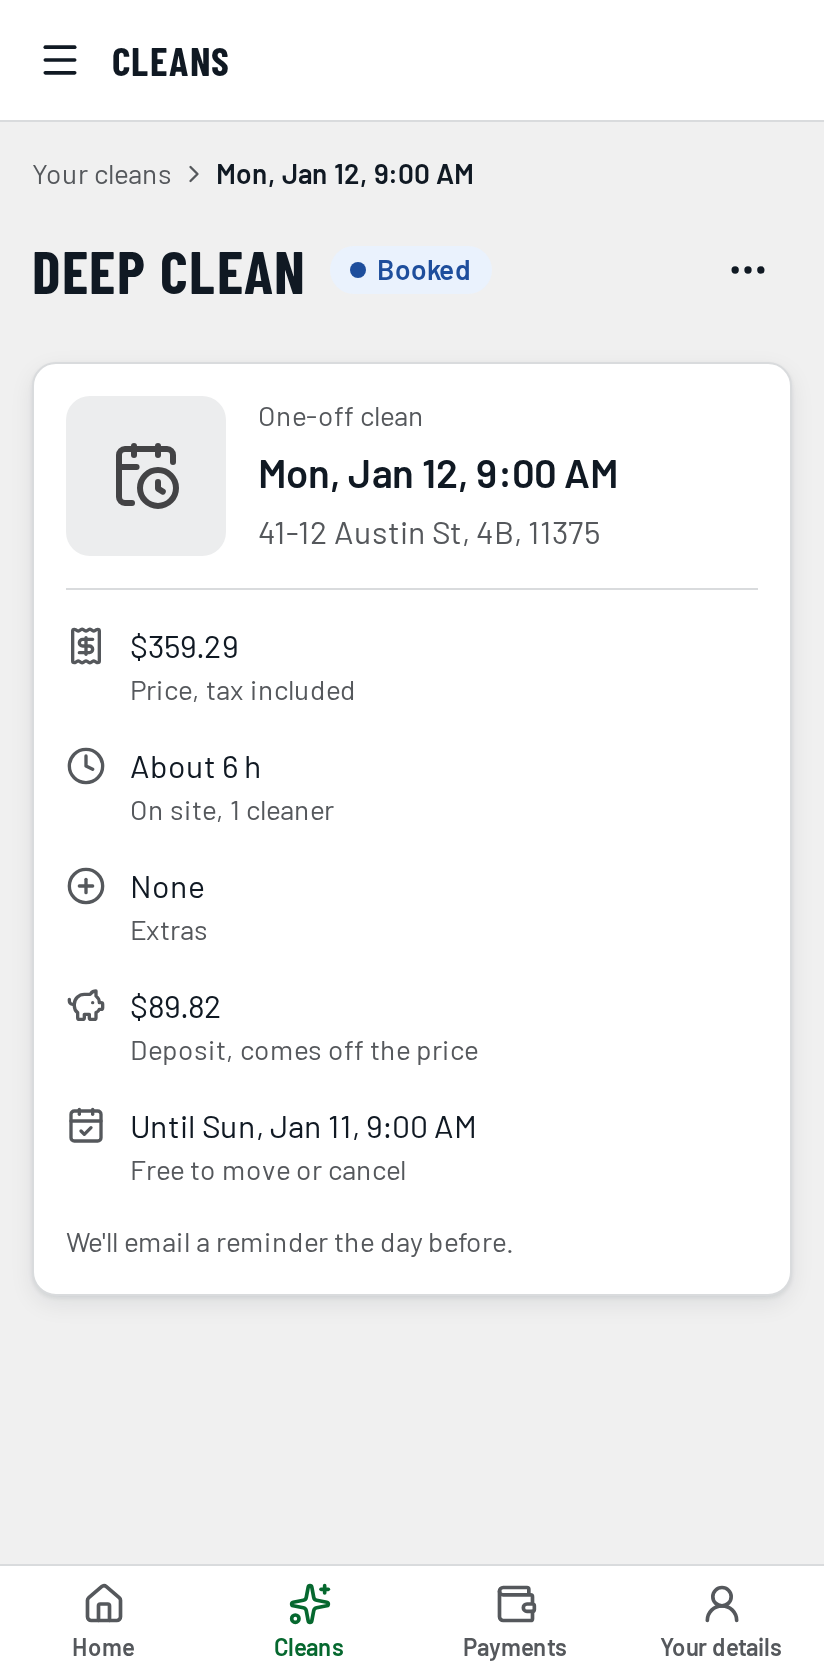 CLEANS
Your cleans > Mon, Jan 12, 9:00 AM
DEEP CLEAN
Booked
One-off clean
Mon, Jan 12, 9:00 AM
41-12 Austin St, 4B, 11375
$359.29
Price, tax included
About 6 h
On site, 1 cleaner
None
Extras
$89.82
Deposit, comes off the price
Until Sun, Jan 11, 9:00 AM
Free to move or cancel
We'll email a reminder the day before.
Home
Cleans
Payments
Your details